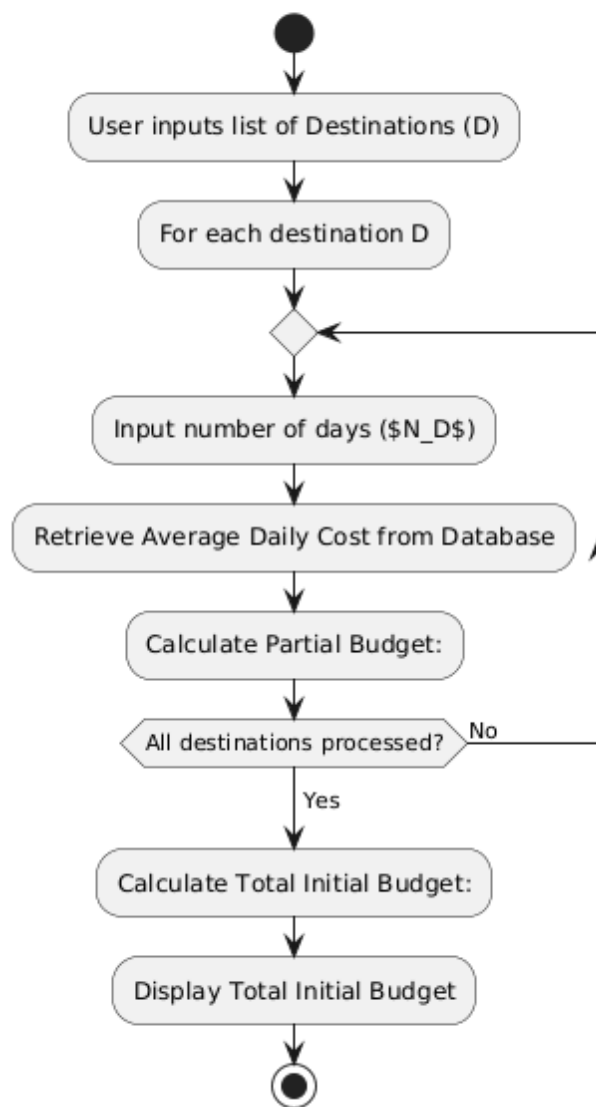 User inputs list of Destinations (D)
For each destination D
Input number of days ($N_D$)
Retrieve Average Daily Cost from Database
Calculate Partial Budget:
All destinations processed?
No
Yes
Calculate Total Initial Budget:
Display Total Initial Budget